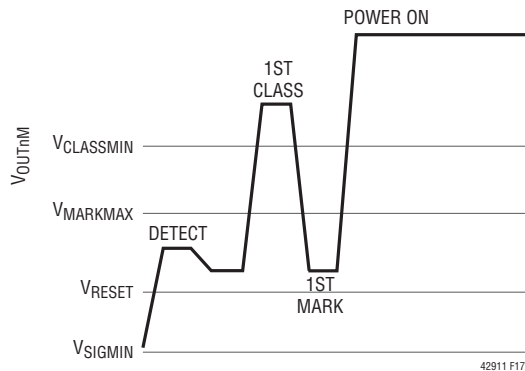 POWER ON
1ST
CLASS
VOUTnM
VCLASSMIN
VMARKMAX
DETECT
VRESET
1ST
MARK
VSIGMIN
42911 F17